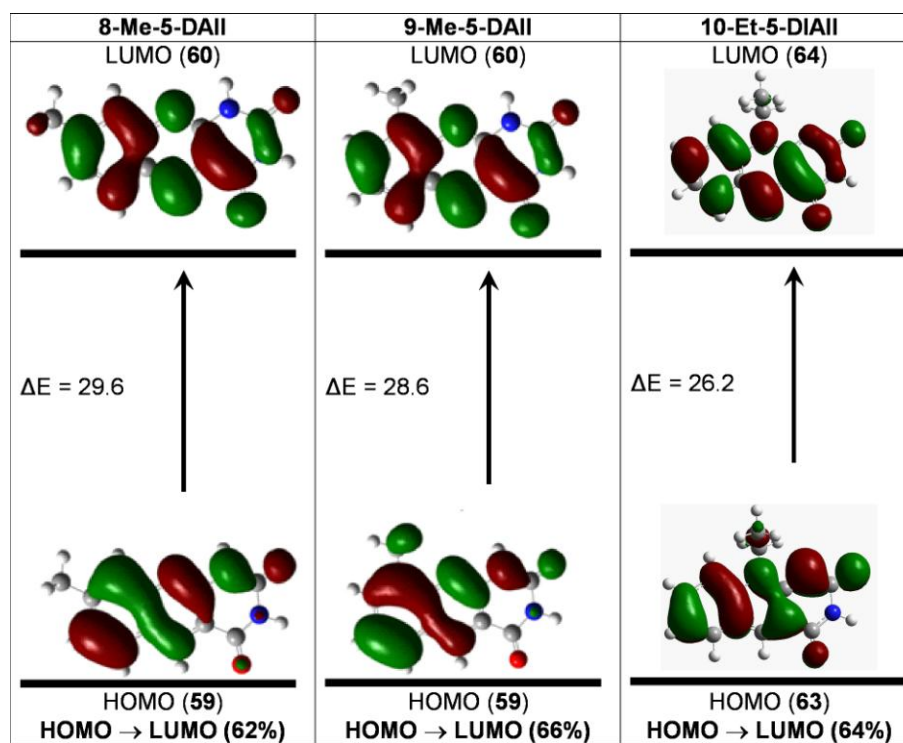 8-Me-5-DAII
9-Me-5-DAII
10-Et-5-DIAII
LUMO (60)
LUMO (60)
LUMO (64)
ΔE = 29.6
ΔE = 28.6
ΔE = 26.2
HOMO (59)
HOMO (59)
HOMO (63)
HOMO → LUMO (62%)
HOMO → LUMO (66%)
HOMO → LUMO (64%)